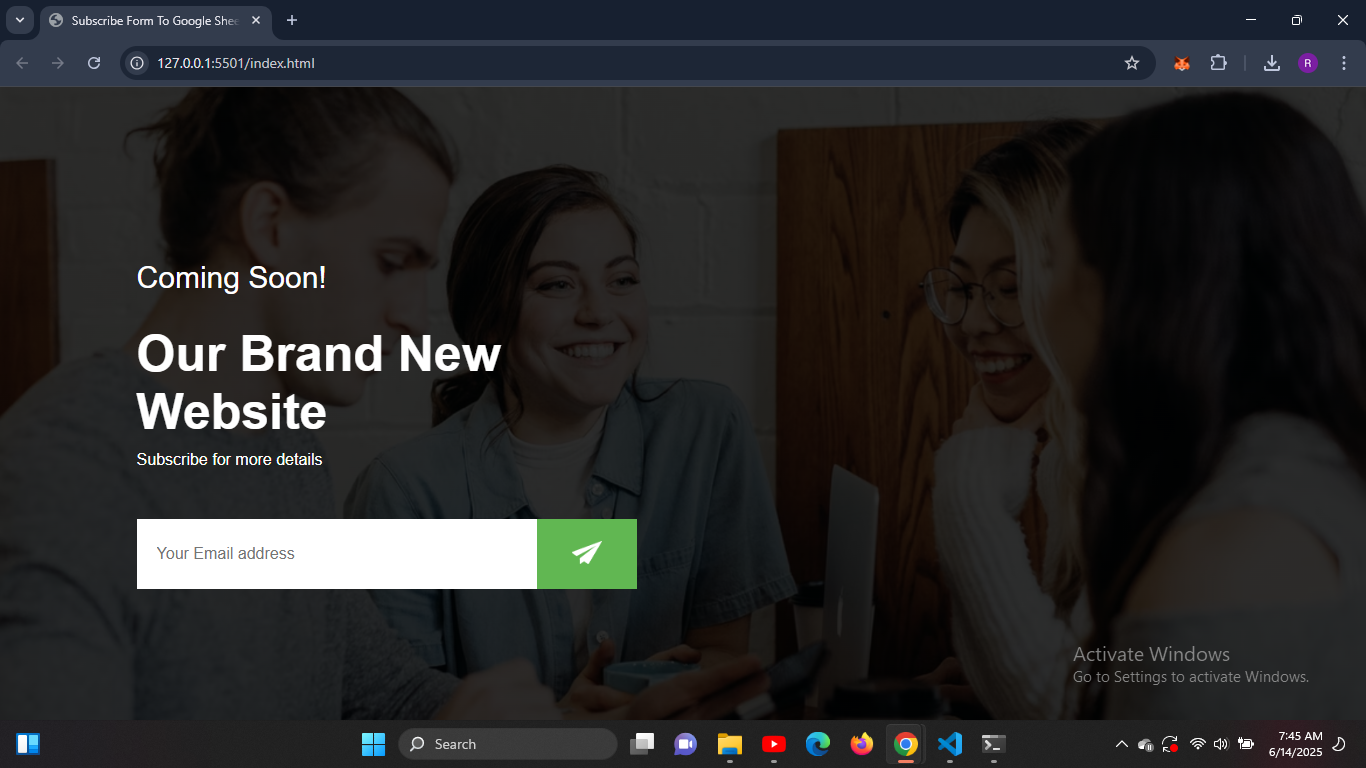 Subscribe Form To Google Shee
127.0.0.1:5501/index.html
R
Coming Soon!
Our Brand New
Website
Subscribe for more details
Your Email address
Activate Windows
Go to Settings to activate Windows.
Search
7:45 AM
6/14/2025